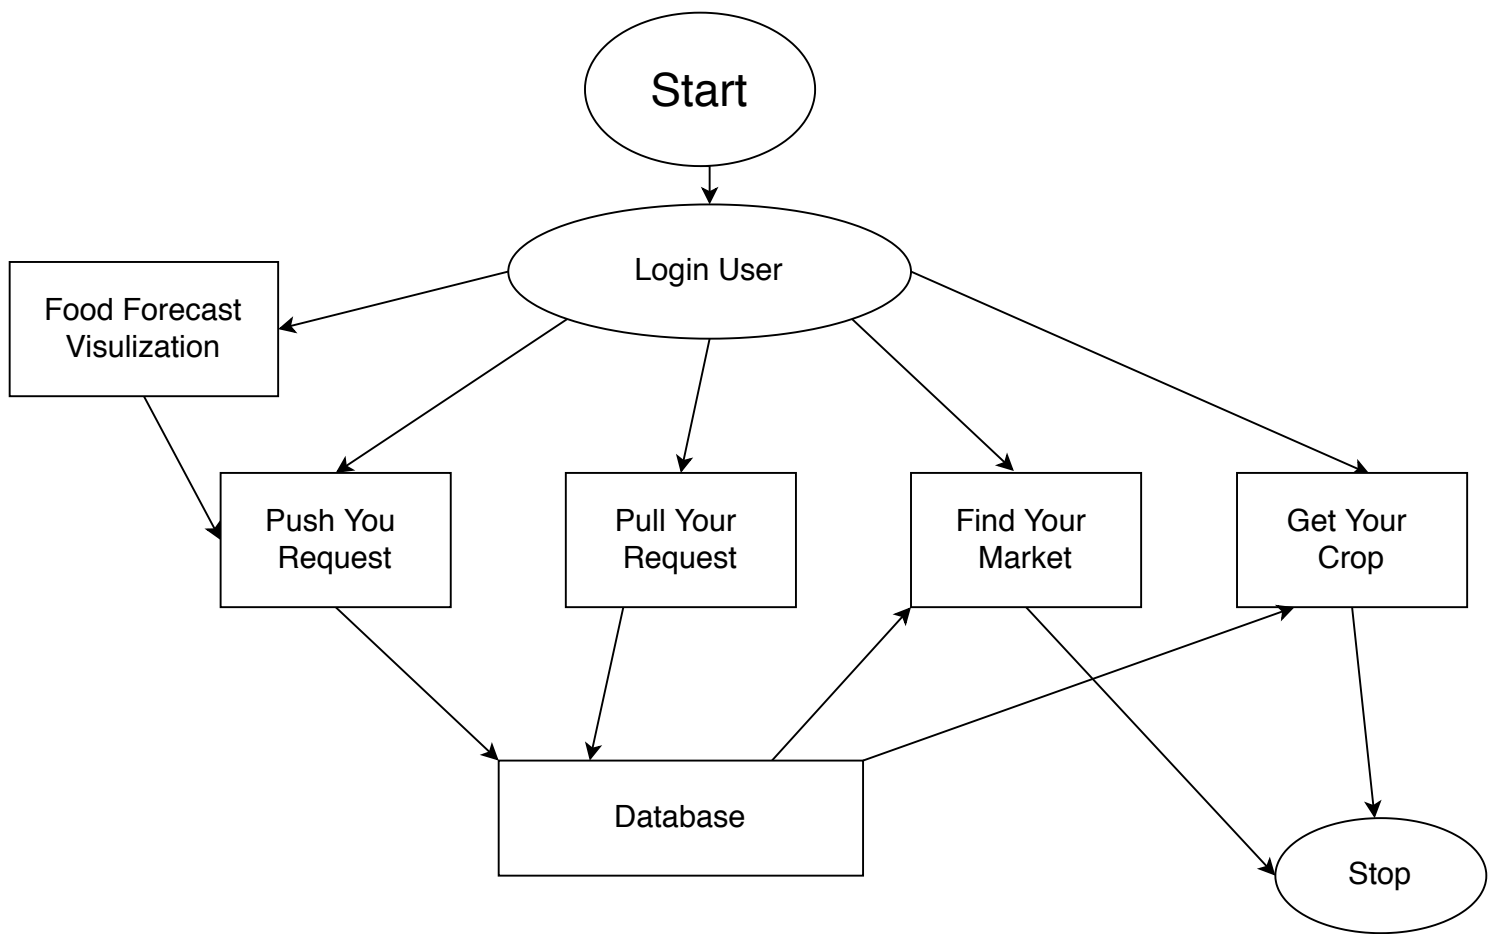 Start
Login User
Food Forecast
Visulization
Push You
Request
Pull Your
Request
Find Your
Market
Get Your
Crop
Database
Stop